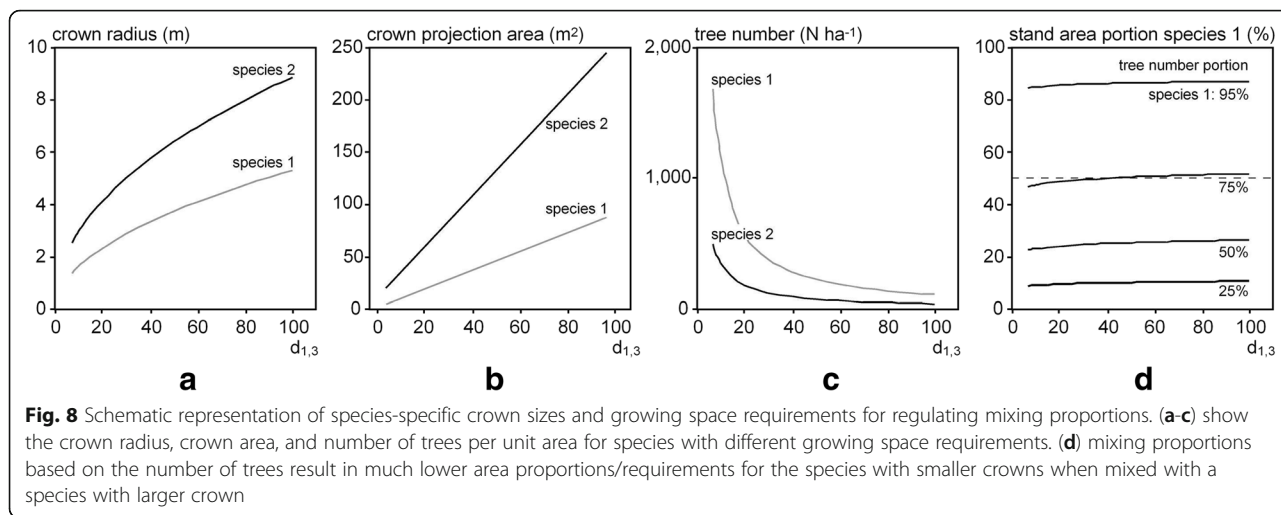 crown radius (m)
10
8
6
4
2
0
species 2
species 1
0 20 40 60 80 100
d1,3
a
crown projection area (m²)
250
200
150
100
50
0
species 2
species 1
0 20 40 60 80 100
d1,3
b
tree number (N ha-1)
2,000
1,000
0
species 1
species 2
0 20 40 60 80 100
d1,3
c
stand area portion species 1 (%)
100
80
60
40
20
0
tree number portion
species 1: 95%
75%
50%
25%
0 20 40 60 80 100
d1,3
d
Fig. 8 Schematic representation of species-specific crown sizes and growing space requirements for regulating mixing proportions. (a-c) show
the crown radius, crown area, and number of trees per unit area for species with different growing space requirements. (d) mixing proportions
based on the number of trees result in much lower area proportions/requirements for the species with smaller crowns when mixed with a
species with larger crown